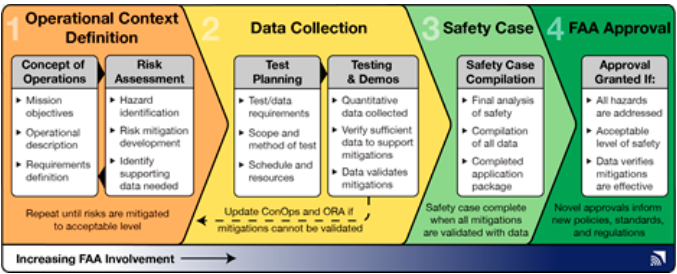 1 Operational Context
Definition
Concept of
Operations
▶ Mission
objectives
▶ Operational
description
▶ Requirements
definition
Risk
Assessment
▶ Hazard
identification
▶ Risk mitigation
development
▶ Identify
supporting
data needed
Repeat until risks are mitigated
to acceptable level
2 Data Collection
Test
Planning
▶ Test/data
requirements
▶ Scope and
method of test
▶ Schedule and
resources
Testing
& Demos
▶ Quantitative
data collected
▶ Verify sufficient
data to support
mitigations
▶ Data validates
mitigations
Update ConOps and ORA if
mitigations cannot be validated
3 Safety Case
Safety Case
Compilation
▶ Final analysis
of safety
▶ Compilation
of all data
▶ Completed
application
package
Safety case complete
when all mitigations
are validated with data
4 FAA Approval
Approval
Granted If:
▶ All hazards
are addressed
▶ Acceptable
level of safety
▶ Data verifies
mitigations
are effective
Novel approvals inform
new policies, standards,
and regulations
Increasing FAA Involvement